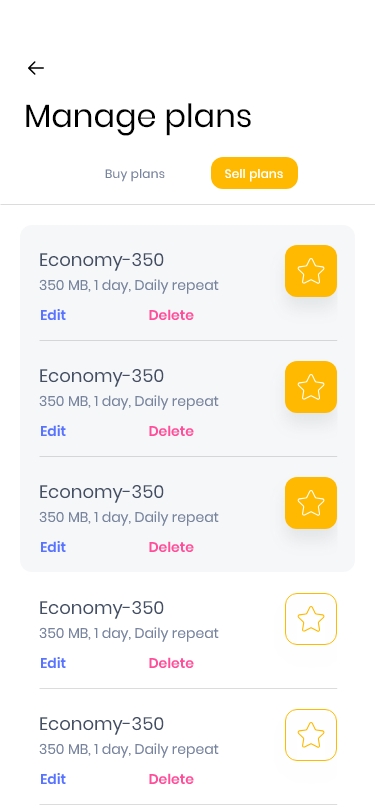 Manage plans
Buy plans Sell plans
Economy-350
350 MB, 1 day, Daily repeat
Edit Delete
Economy-350
350 MB, 1 day, Daily repeat
Edit Delete
Economy-350
350 MB, 1 day, Daily repeat
Edit Delete
Economy-350
350 MB, 1 day, Daily repeat
Edit Delete
Economy-350
350 MB, 1 day, Daily repeat
Edit Delete